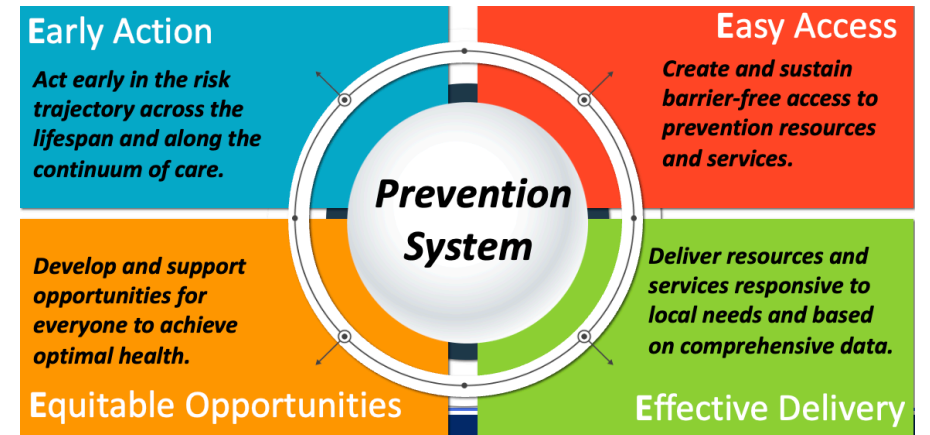 Early Action
Act early in the risk
trajectory across the
lifespan and along the
continuum of care.
Easy Access
Create and sustain
barrier-free access to
prevention resources
and services.
Prevention
System
Develop and support
opportunities for
everyone to achieve
optimal health.
Equitable Opportunities
Deliver resources and
services responsive to
local needs and based
on comprehensive data.
Effective Delivery